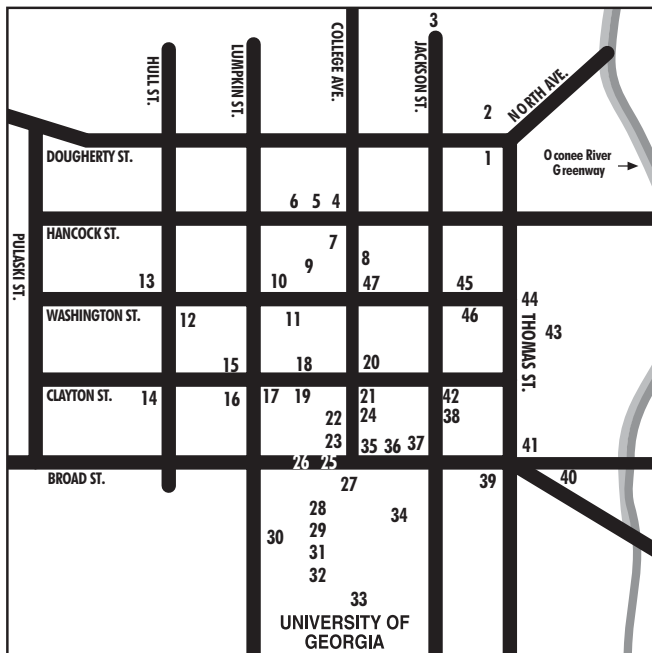 3
HULL ST.
LUMPKIN ST.
COLLEGE AVE.
JACKSON ST.
NORTH AVE.
2
DOUGHERTY ST.
1
Oconee River
Greenway
6 5 4
HANCOCK ST.
PULASKI ST.
7
8
9
13
10
47
45
44
WASHINGTON ST.
12
11
46
THOMAS ST.
43
15
18
20
CLAYTON ST.
14
16
17
19
21
42
22
24
38
23
35 36 37
41
26 25
BROAD ST.
27
39
40
28
34
29
30
31
32
33
UNIVERSITY OF
GEORGIA